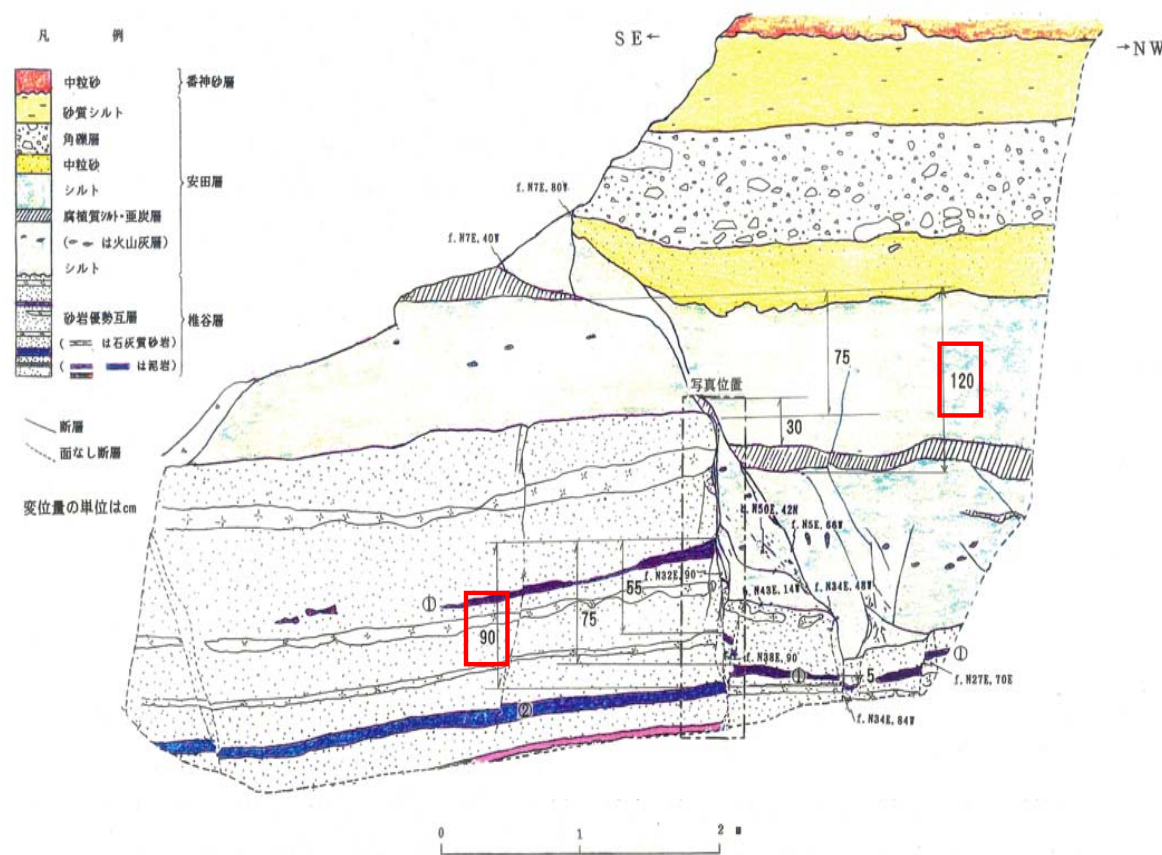 凡 例
中粒砂
番神砂層
砂質シルト
角礫層
中粒砂
シルト
安田層
腐植質シルト・亜炭層
( は火山灰層)
シルト
砂岩優勢互層
椎谷層
( は石灰質砂岩)
( は泥岩)
断層
面なし断層
変位量の単位はcm
SE←
→NW
f. N7E, 80W
f. N7E, 40W
75
120
写真位置
30
N50E, 42N
f. N5E, 66W
55
f. N32E, 90
N43E, 14W
f. N34E, 48W
①
90
75
f. N38E, 90
①
①
5
f. N27E, 70E
②
f. N34E, 84W
0 1 2 m